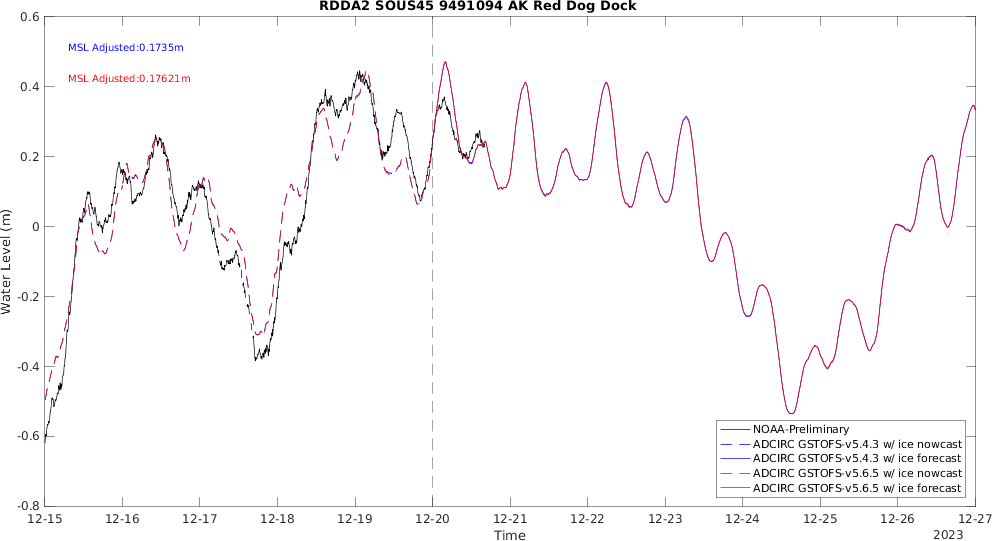 RDDA2 SOUS45 9491094 AK Red Dog Dock
0.6
MSL Adjusted:0.1735m
MSL Adjusted:0.17621m
0.4
0.2
0
-0.2
-0.4
-0.6
-0.8
Water Level (m)
NOAA-Preliminary
ADCIRC GSTOFS-v5.4.3 w/ ice nowcast
ADCIRC GSTOFS-v5.4.3 w/ ice forecast
ADCIRC GSTOFS-v5.6.5 w/ ice nowcast
ADCIRC GSTOFS-v5.6.5 w/ ice forecast
12-15 12-16 12-17 12-18 12-19 12-20 12-21 12-22 12-23 12-24 12-25 12-26 12-27
Time
2023